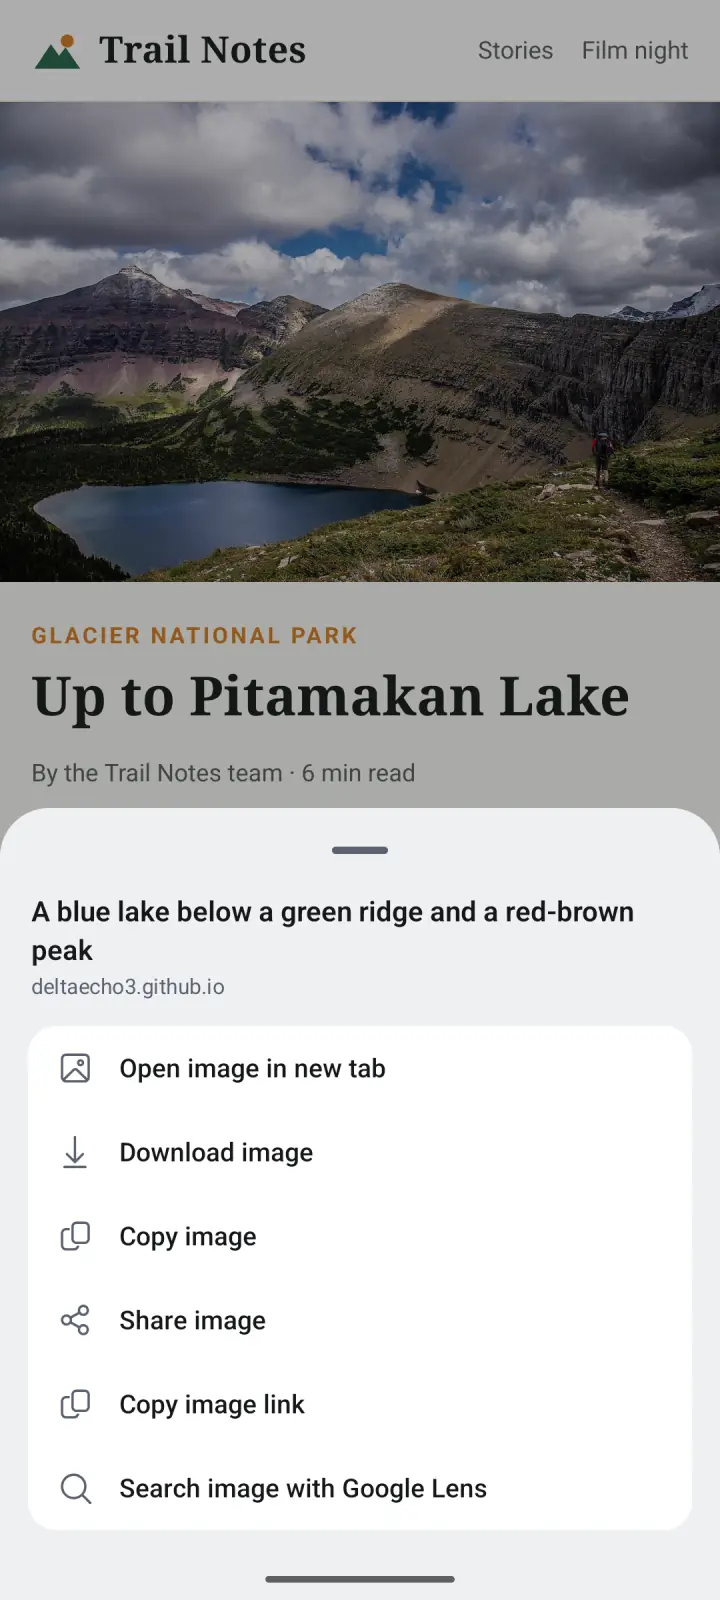 Trail Notes
Stories
Film night
GLACIER NATIONAL PARK
Up to Pitamakan Lake
By the Trail Notes team · 6 min read
A blue lake below a green ridge and a red-brown
peak
deltaecho3.github.io
Open image in new tab
Download image
Copy image
Share image
Copy image link
Search image with Google Lens